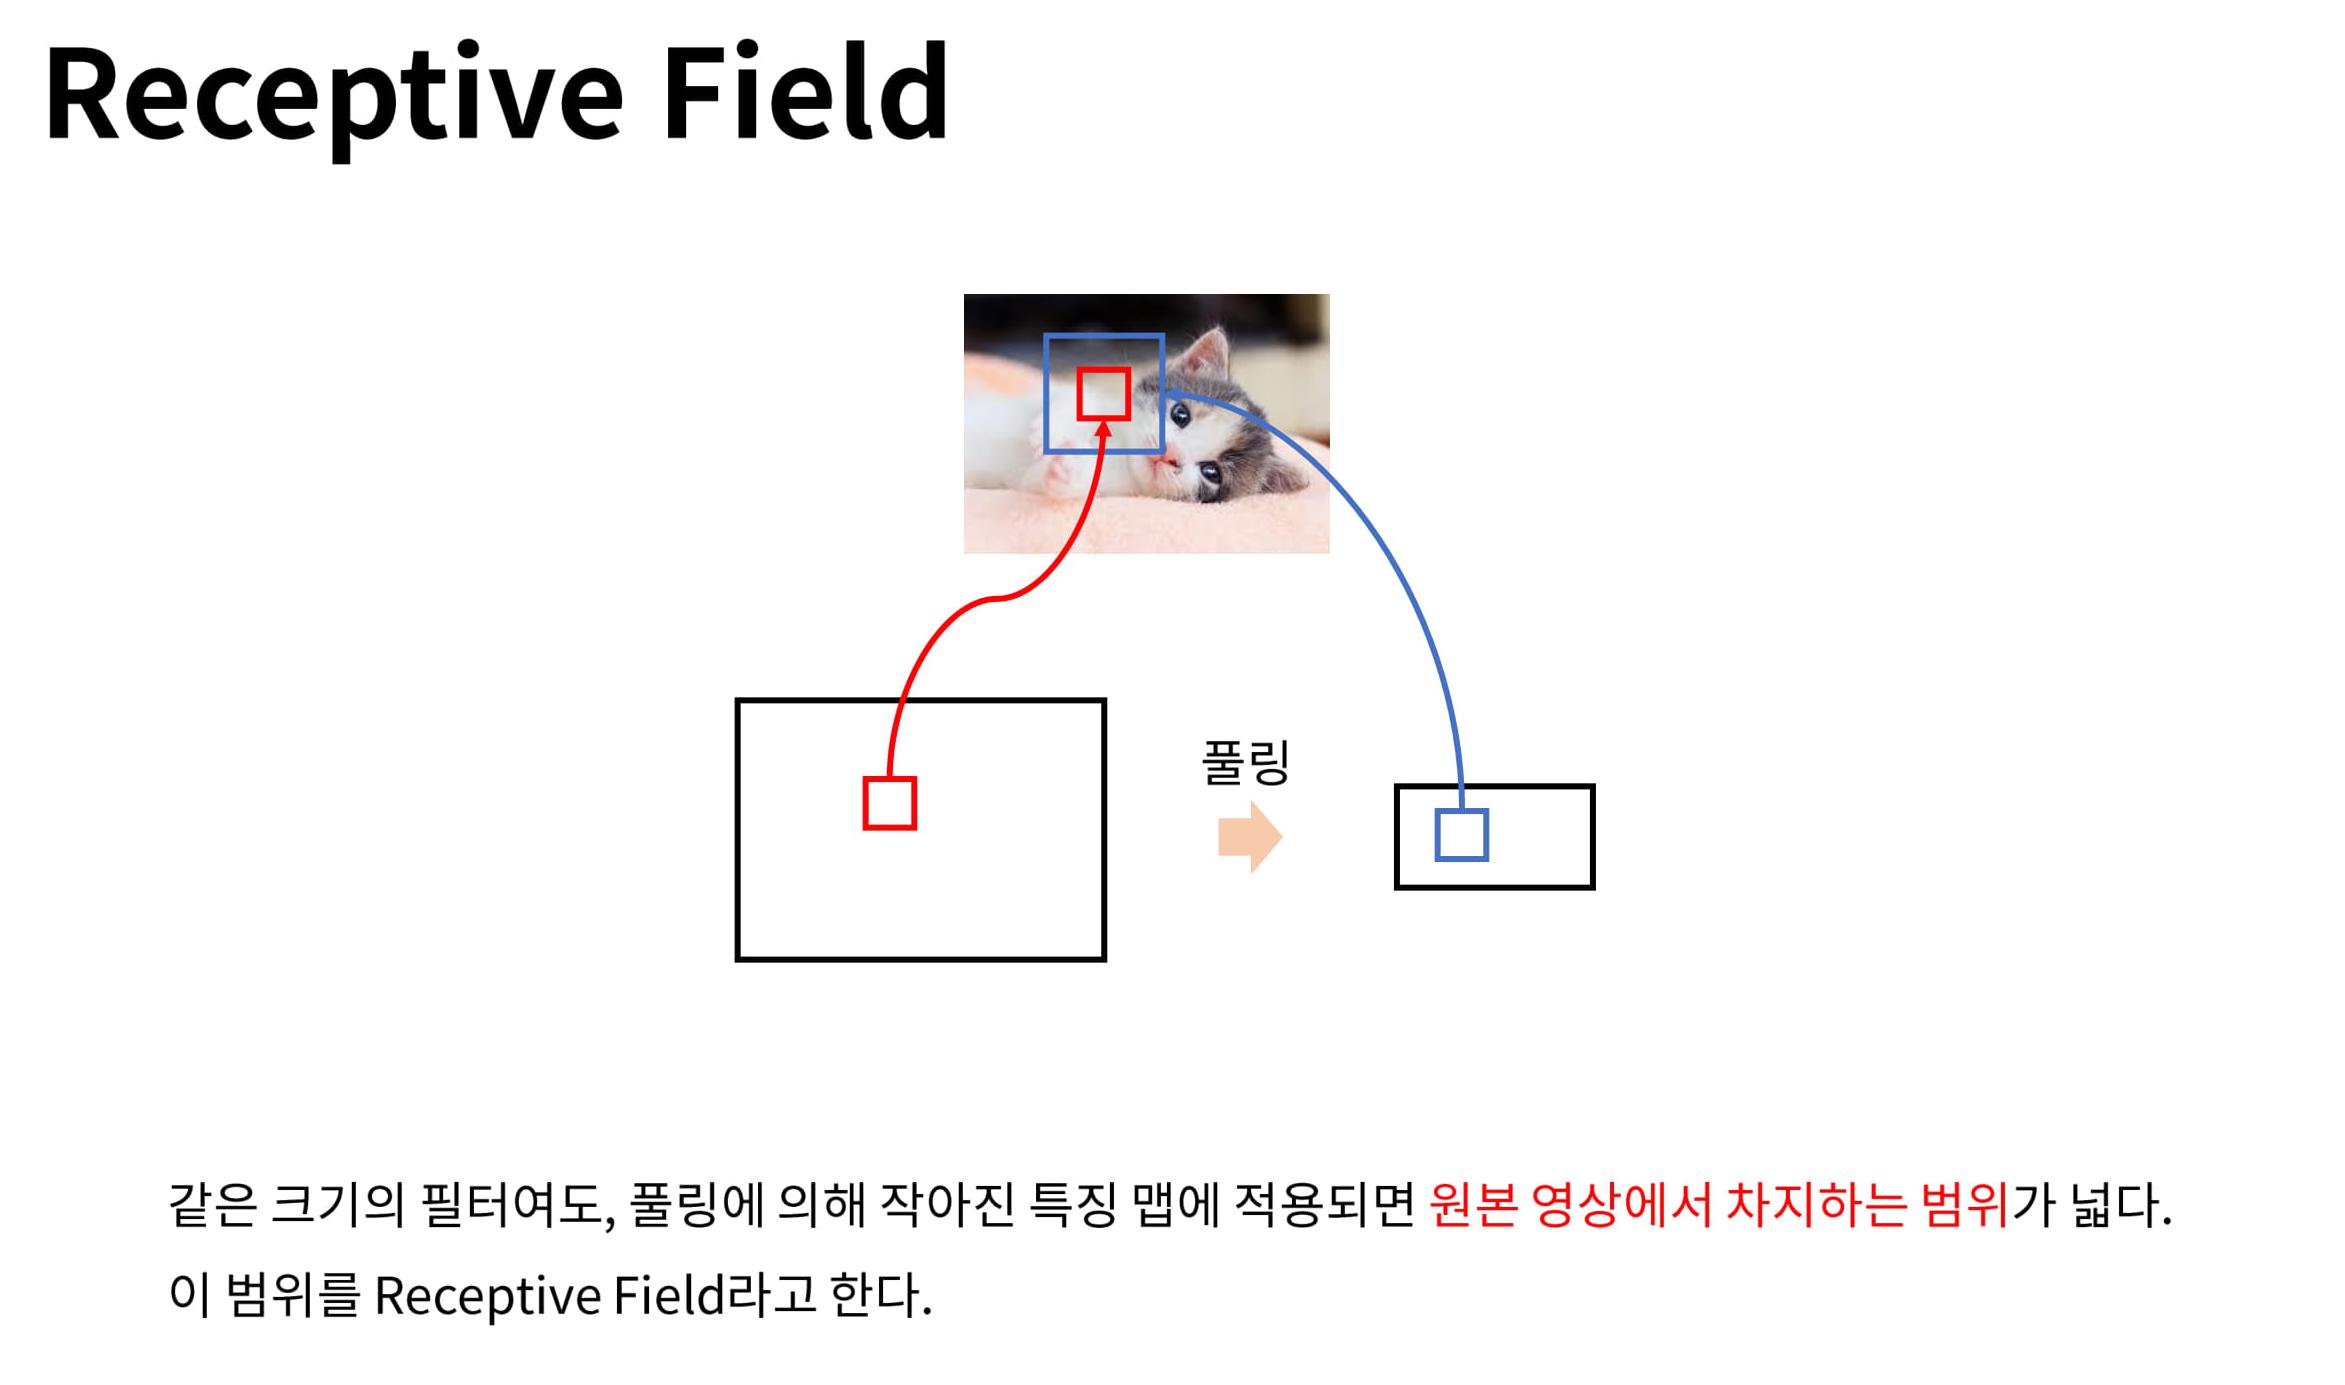 Receptive Field
풀링
같은 크기의 필터여도, 풀링에 의해 작아진 특징 맵에 적용되면 원본 영상에서 차지하는 범위가 넓다.
이 범위를 Receptive Field라고 한다.